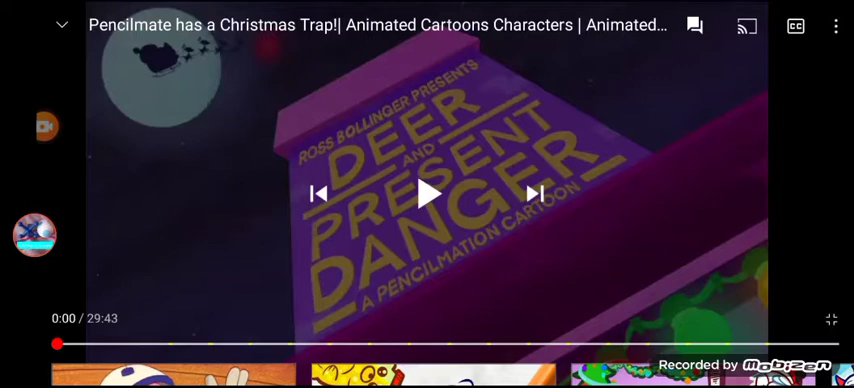 Pencilmate has a Christmas Trap!| Animated Cartoons Characters | Animated...
CC
ROSS BOLLINGER PRESENTS
DEER
AND
PRESENT
DANGER
A PENCILMATION CARTOON
0:00 / 29:43
Recorded by MOBIZEN